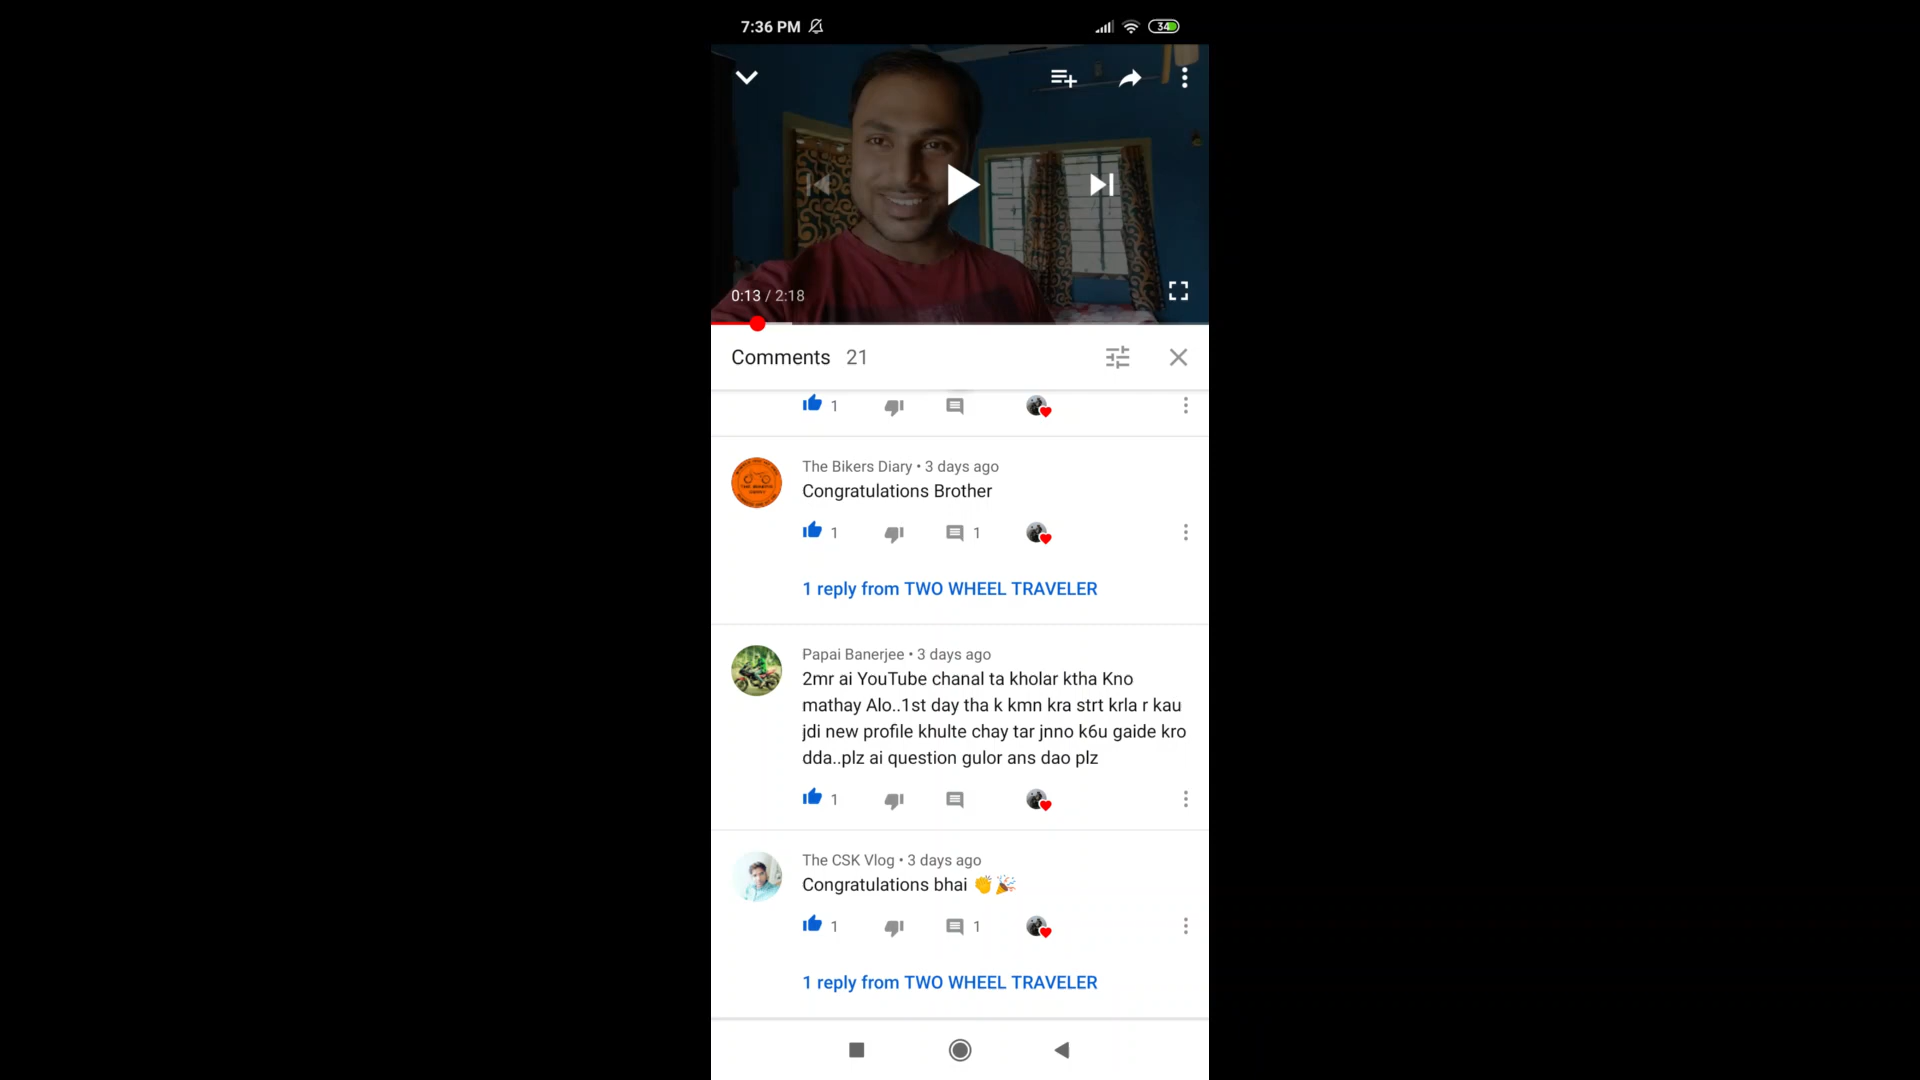 7:36 PM
34
0:13 / 2:18
Comments 21
1
The Bikers Diary • 3 days ago
Congratulations Brother
1 1
1 reply from TWO WHEEL TRAVELER
Papai Banerjee • 3 days ago
2mr ai YouTube chanal ta kholar ktha Kno
mathay Alo..1st day tha k kmn kra strt krla r kau
jdi new profile khulte chay tar jnno k6u gaide kro
dda..plz ai question gulor ans dao plz
1
The CSK Vlog • 3 days ago
Congratulations bhai 👏🎉
1 1
1 reply from TWO WHEEL TRAVELER